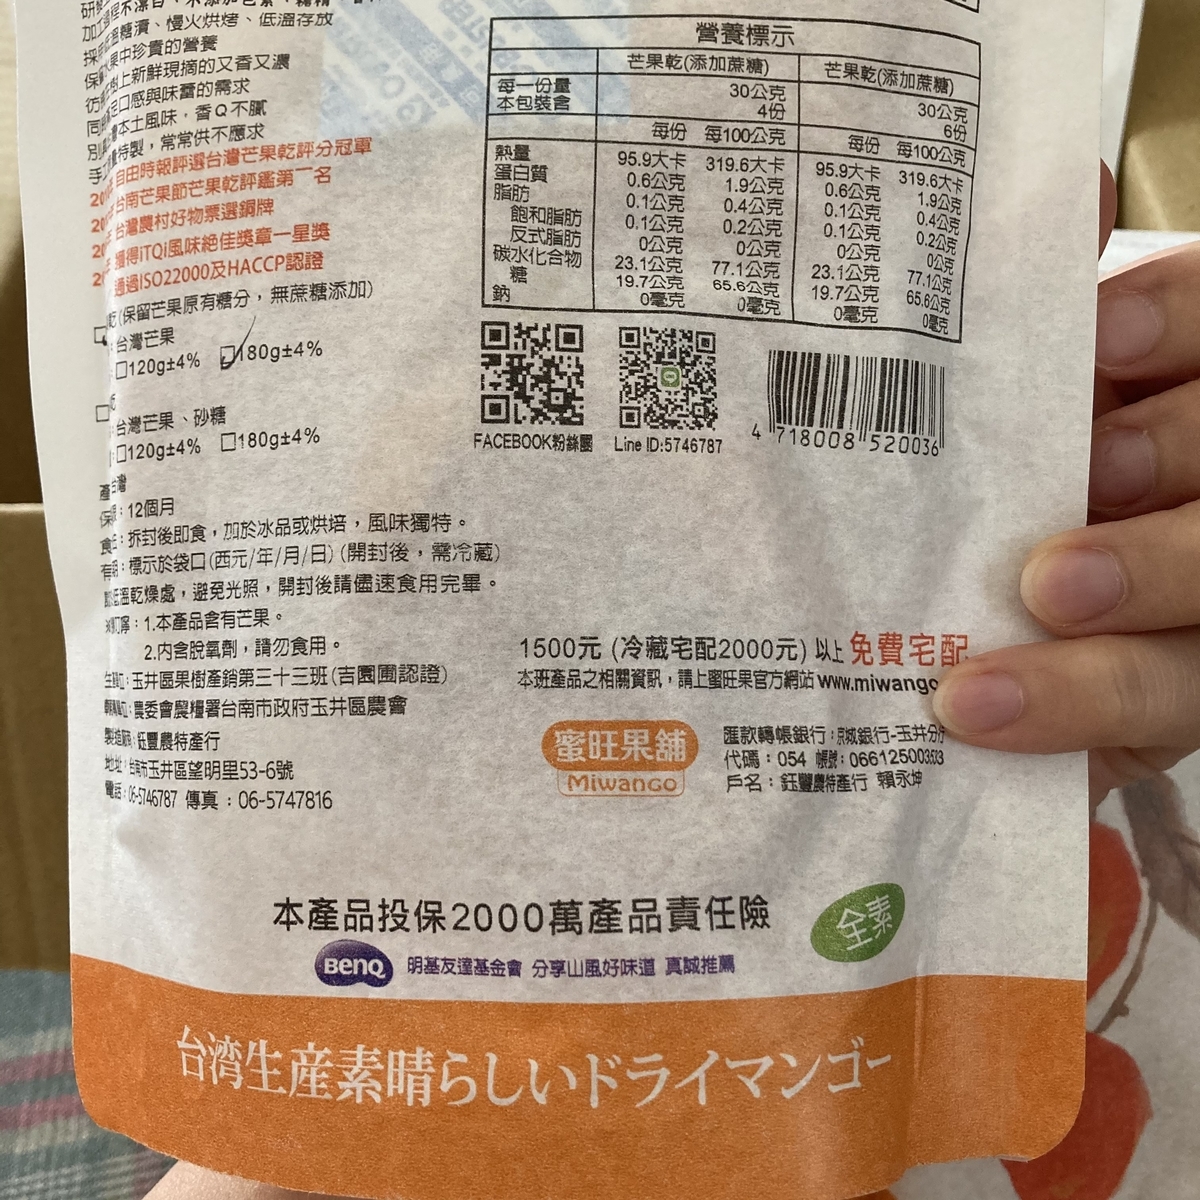 糖漬、慢火烘烤、低溫存放
果中珍貴的營養
樹上新鮮現摘的又香又濃
足口感與味蕾的需求
本土風味，香Q不膩
特製，常常供不應求
自由時報評選台灣芒果乾評分冠軍
台南芒果節芒果乾評鑑第一名
台灣農村好物票選銅牌
獲得iTQi風味絕佳獎章一星獎
通過ISO22000及HACCP認證
(保留芒果原有糖分，無蔗糖添加)
台灣芒果
□120g±4% □180g±4%
台灣芒果、砂糖
□120g±4% □180g±4%
產 台灣
保 ：12個月
食 ：拆封後即食，加於冰品或烘培，風味獨特。
有 期：標示於袋口(西元/年/月/日)(開封後，需冷藏)
低溫乾燥處，避免光照，開封後請儘速食用完畢。
叮嚀：1.本產品含有芒果。
2.內含脫氧劑，請勿食用。
玉井區果樹產銷第三十三班(吉園圃認證)
農委會農糧署台南市政府玉井區農會
製造廠商：鈺豐農特產行
地址：台南市玉井區望明里53-6號
電話：06-5746787 傳真：06-5747816
營養標示
芒果乾(添加蔗糖) 芒果乾(添加蔗糖)
每一份量 30公克 30公克
本包裝含 4份 6份
每份 每100公克 每份 每100公克
熱量 95.9大卡 319.6大卡 95.9大卡 319.6大卡
蛋白質 0.6公克 1.9公克 0.6公克 1.9公克
脂肪 0.1公克 0.4公克 0.1公克 0.4公克
飽和脂肪 0.1公克 0.2公克 0.1公克 0.2公克
反式脂肪 0公克 0公克 0公克 0公克
碳水化合物 23.1公克 77.1公克 23.1公克 77.1公克
糖 19.7公克 65.6公克 19.7公克 65.6公克
鈉 0毫克 0毫克 0毫克 0毫克
FACEBOOK粉絲團 Line ID:5746787
4 718008 520036
1500元 (冷藏宅配2000元) 以上 免費宅配
本班產品之相關資訊，請上蜜旺果官方網站 www.miwango
蜜旺果舖
Miwango
匯款轉帳銀行：京城銀行-玉井分行
代碼：054 帳號：066125003533
戶名：鈺豐農特產行 賴永坤
本產品投保2000萬產品責任險
全素
BenQ 明基友達基金會 分享山風好味道 真誠推薦
台湾生産素晴らしいドライマンゴー